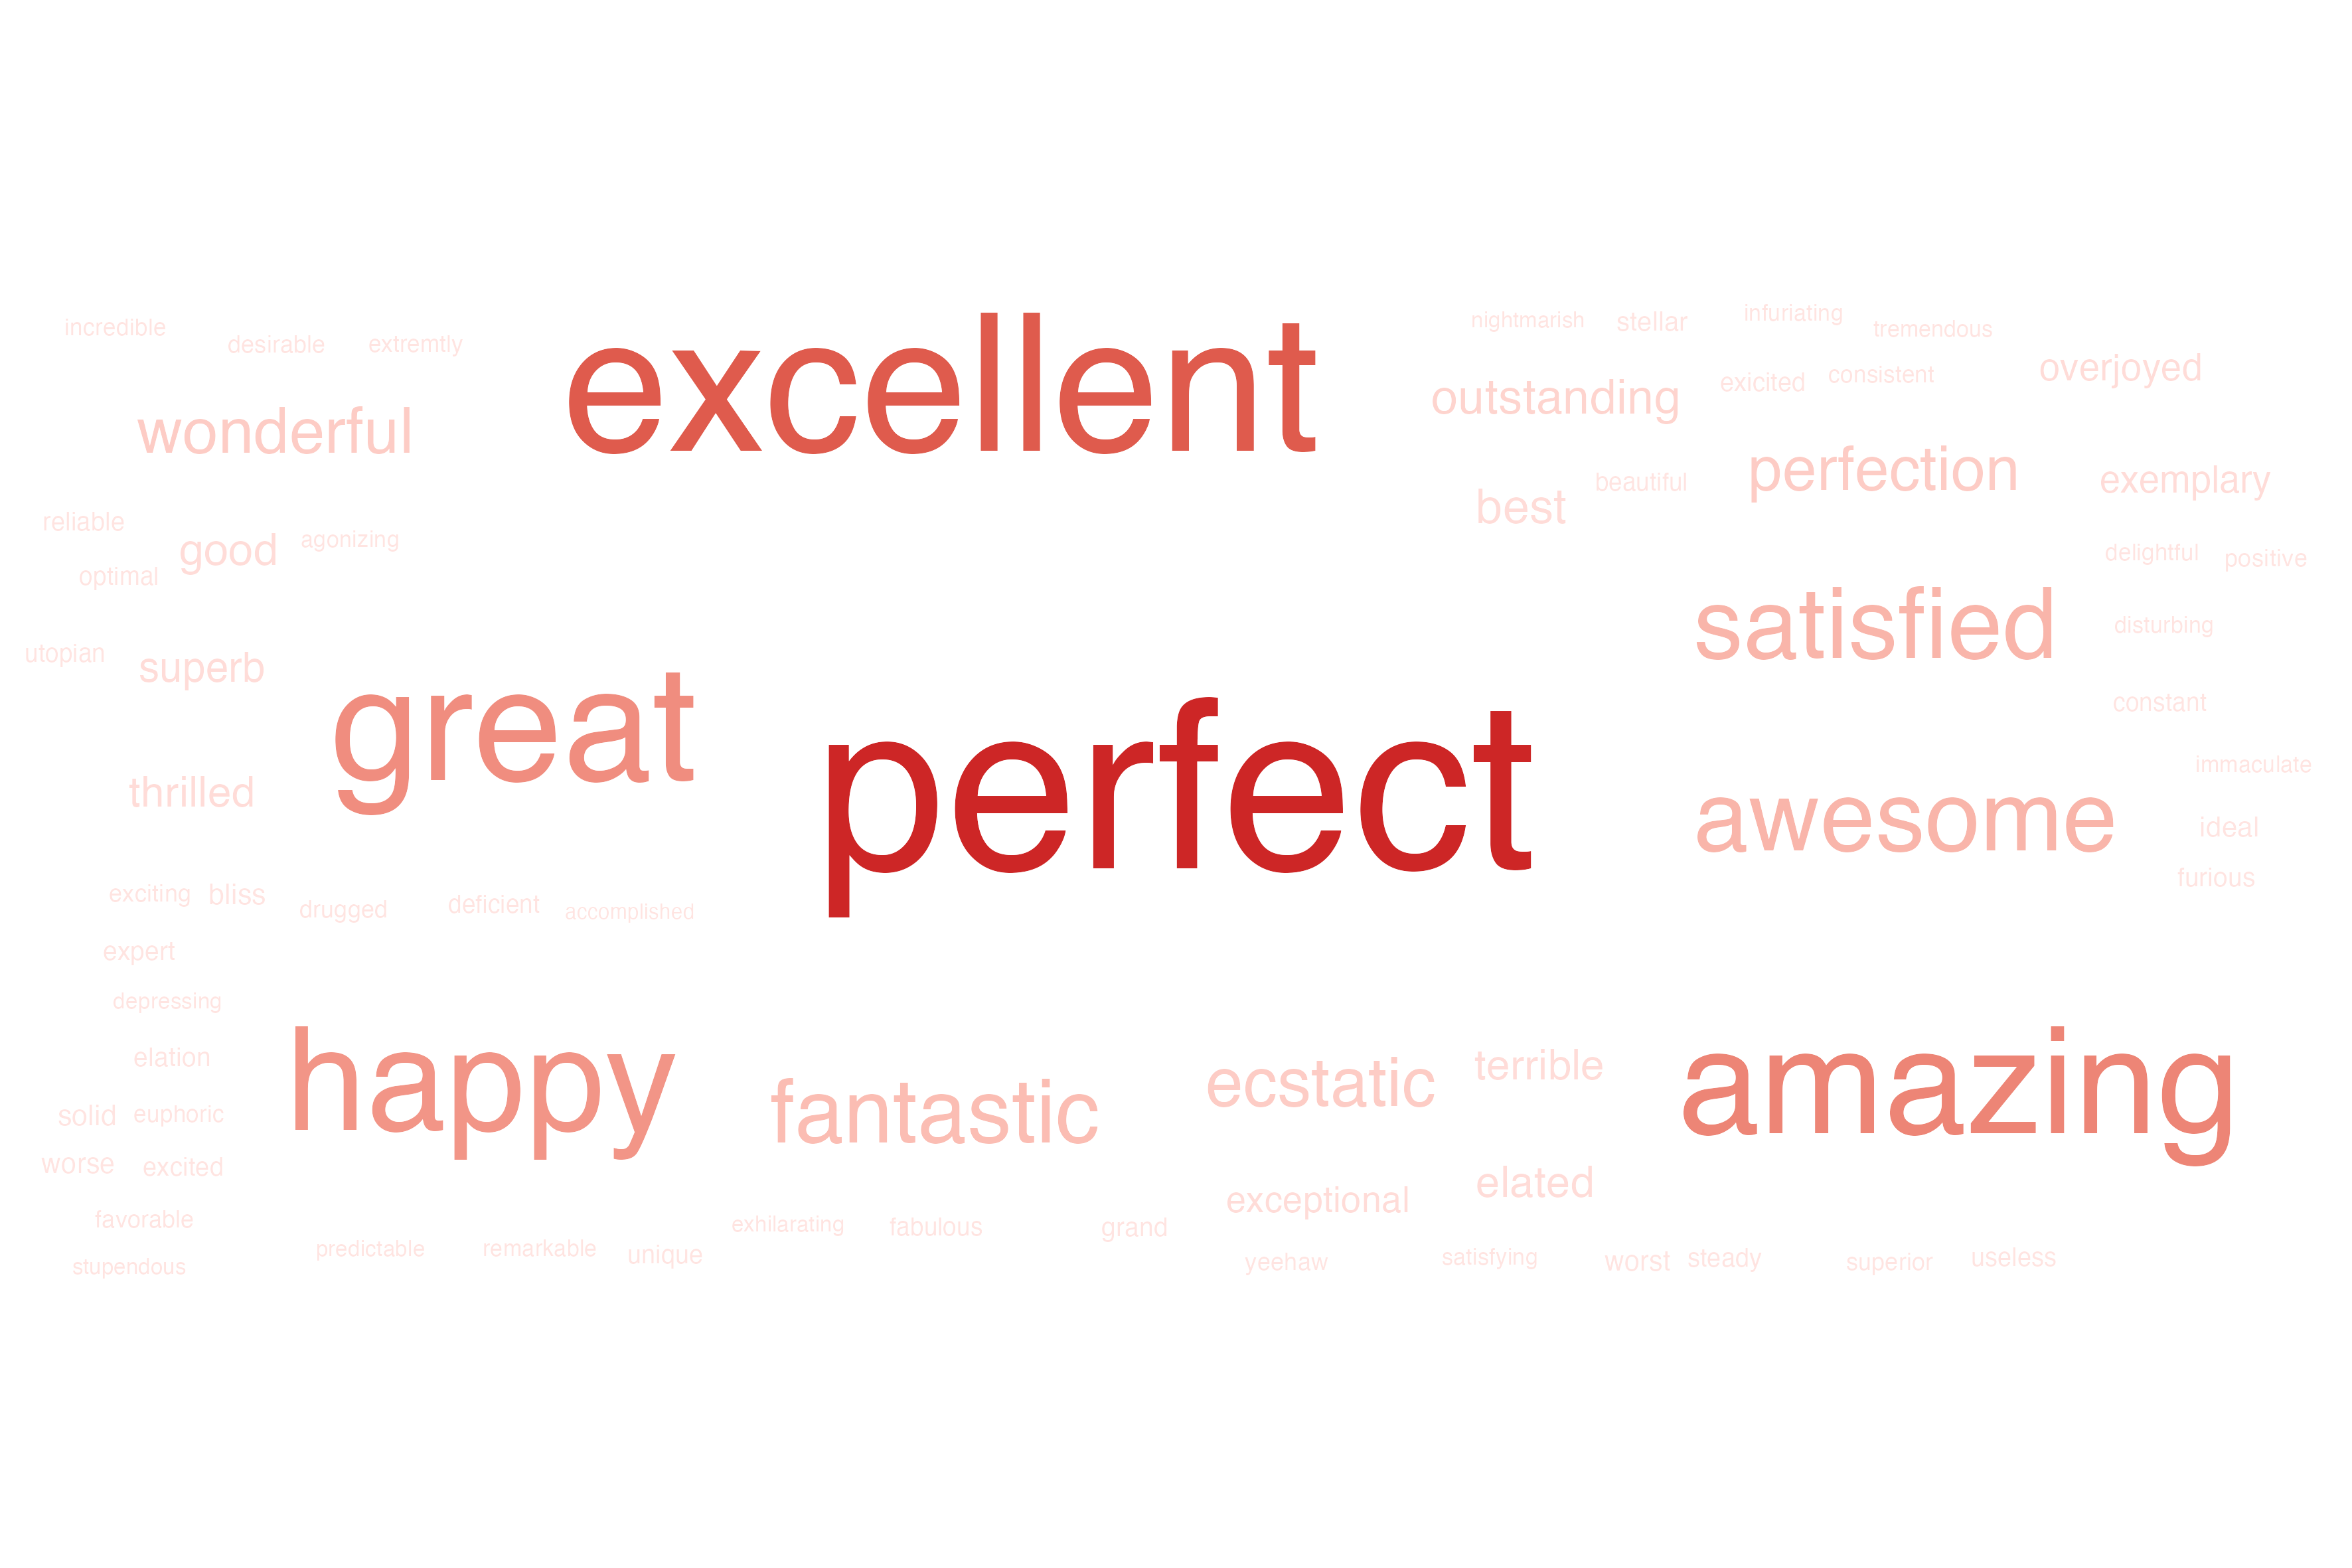 incredible
desirable
extremtly
excellent
nightmarish
stellar
infuriating
tremendous
wonderful
outstanding
exicited
consistent
overjoyed
best
beautiful
perfection
exemplary
reliable
good
agonizing
optimal
delightful
positive
satisfied
disturbing
utopian
superb
great
perfect
constant
thrilled
awesome
immaculate
ideal
furious
exciting
bliss
drugged
deficient
accomplished
expert
depressing
elation
happy
fantastic
ecstatic
terrible
amazing
solid
euphoric
worse
excited
exceptional
elated
favorable
stupendous
predictable
remarkable
unique
exhilarating
fabulous
grand
yeehaw
satisfying
worst
steady
superior
useless